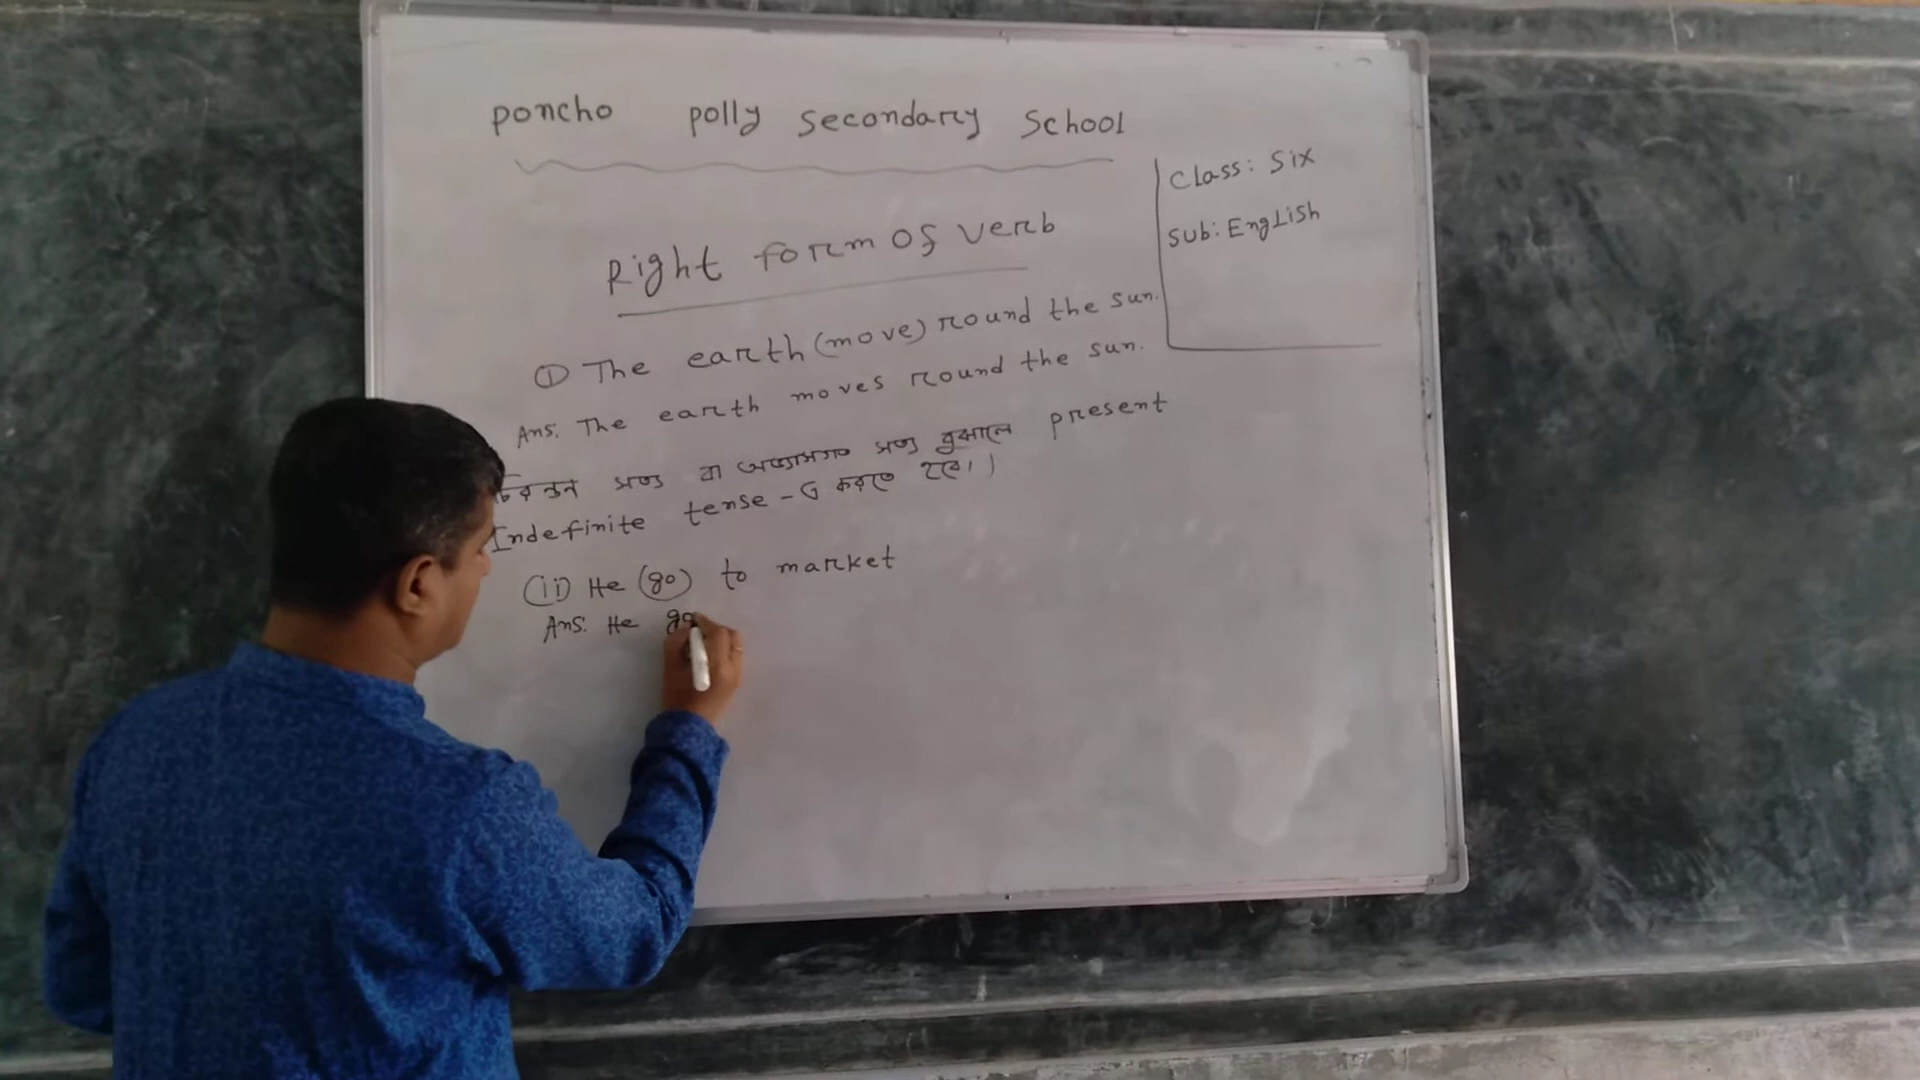 Poncho polly secondary School
Class: Six
Sub: English
Right form of verb
(I) The earth (move) round the sun.
Ans: The earth moves round the sun.
চিরন্তন সত্য বা অভ্যাসগত সত্য বুঝালে present
Indefinite tense-এ করতে হবে।)
(ii) He (go) to market
Ans: He go